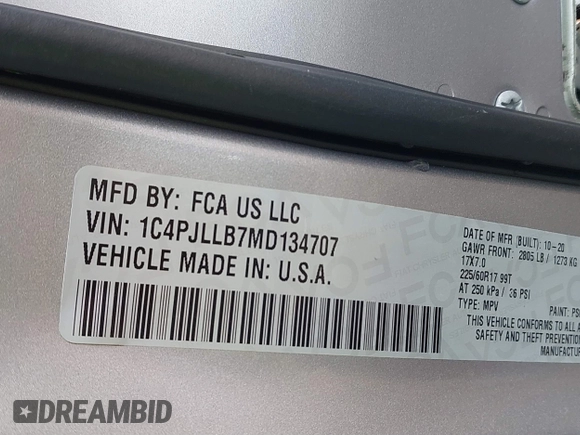 MFD BY: FCA US LLC
VIN: 1C4PJLLB7MD134707
VEHICLE MADE IN: U.S.A.
DATE OF MFR (BUILT): 10-20
GAWR FRONT: 2805 LB / 1273 KG
17X7.0
225/60R17 99T
AT 250 kPa / 36 PSI
TYPE: MPV PAINT: PS
THIS VEHICLE CONFORMS TO ALL A
SAFETY AND THEFT PREVENTION
MANUFACTUR
DREAMBID